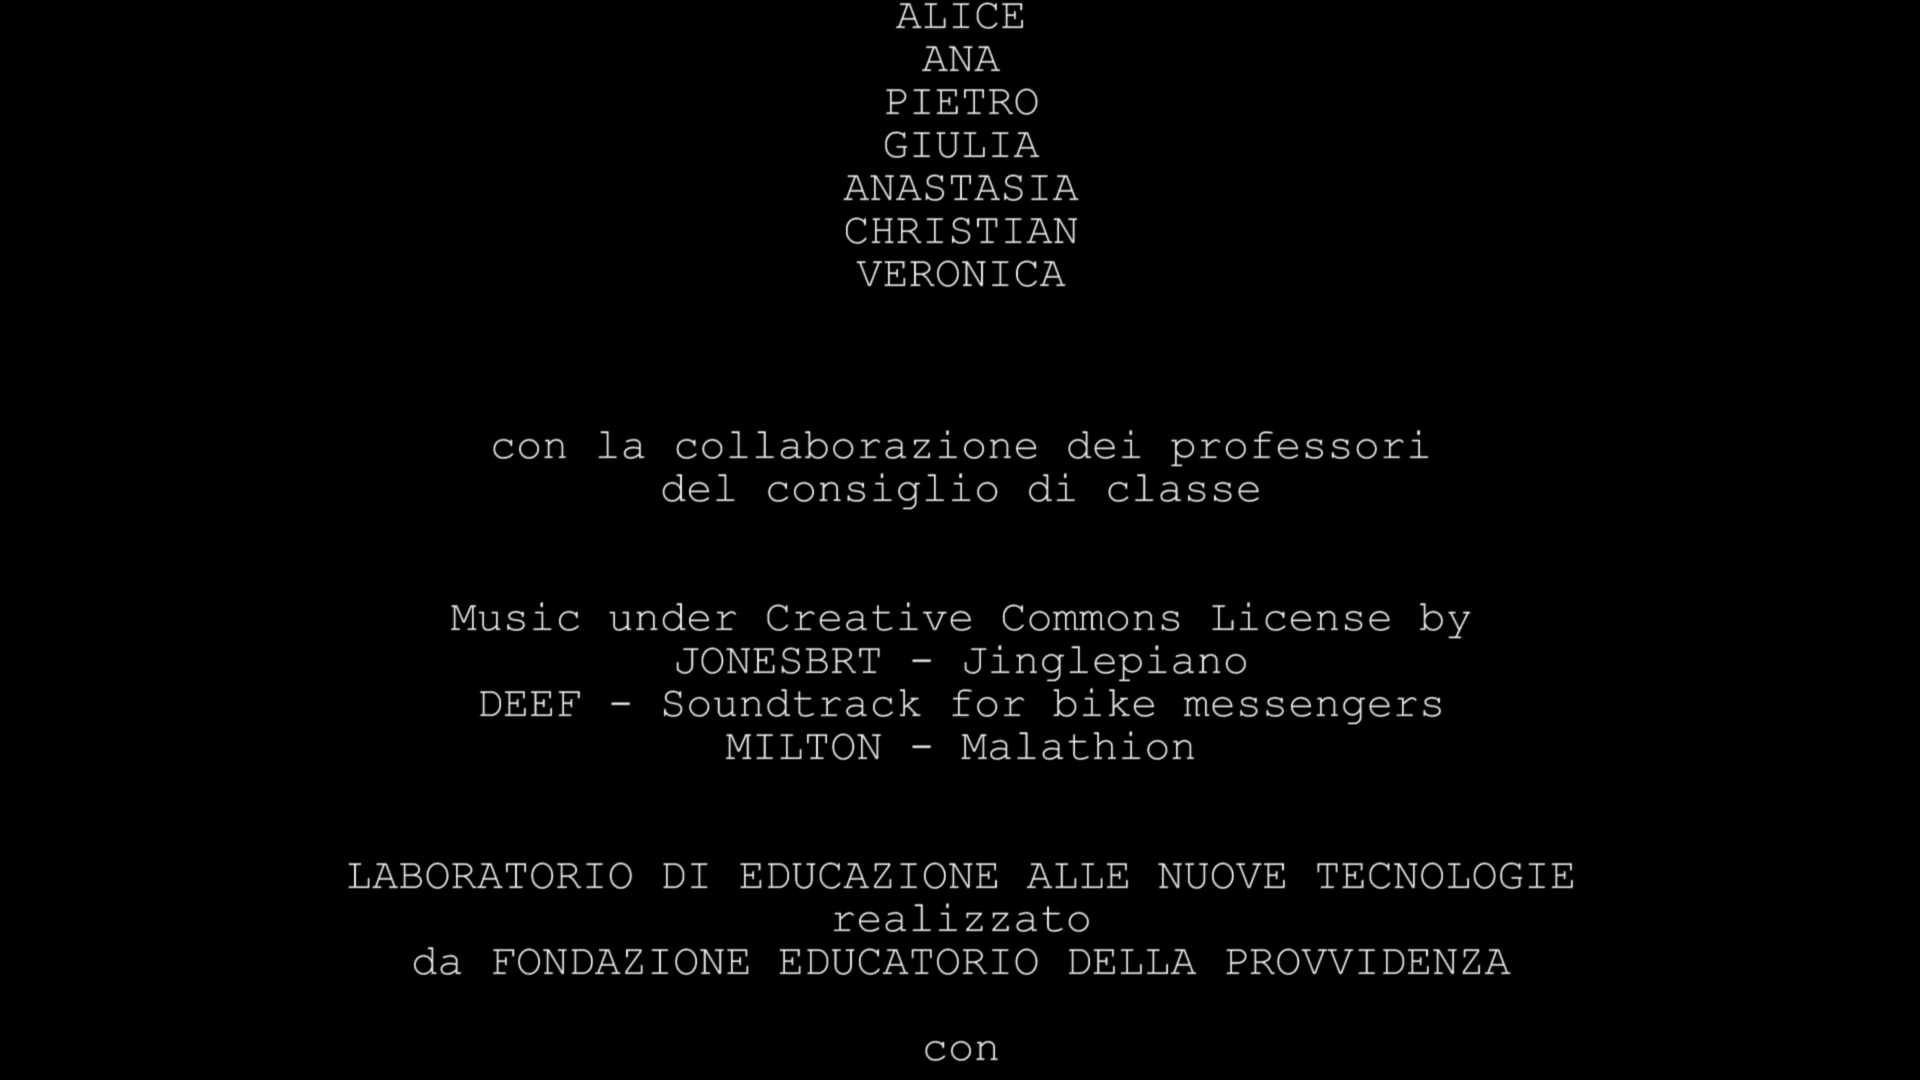 ALICE
ANA
PIETRO
GIULIA
ANASTASIA
CHRISTIAN
VERONICA
con la collaborazione dei professori
del consiglio di classe
Music under Creative Commons License by
JONESBRT - Jinglepiano
DEEF - Soundtrack for bike messengers
MILTON - Malathion
LABORATORIO DI EDUCAZIONE ALLE NUOVE TECNOLOGIE
realizzato
da FONDAZIONE EDUCATORIO DELLA PROVVIDENZA
con